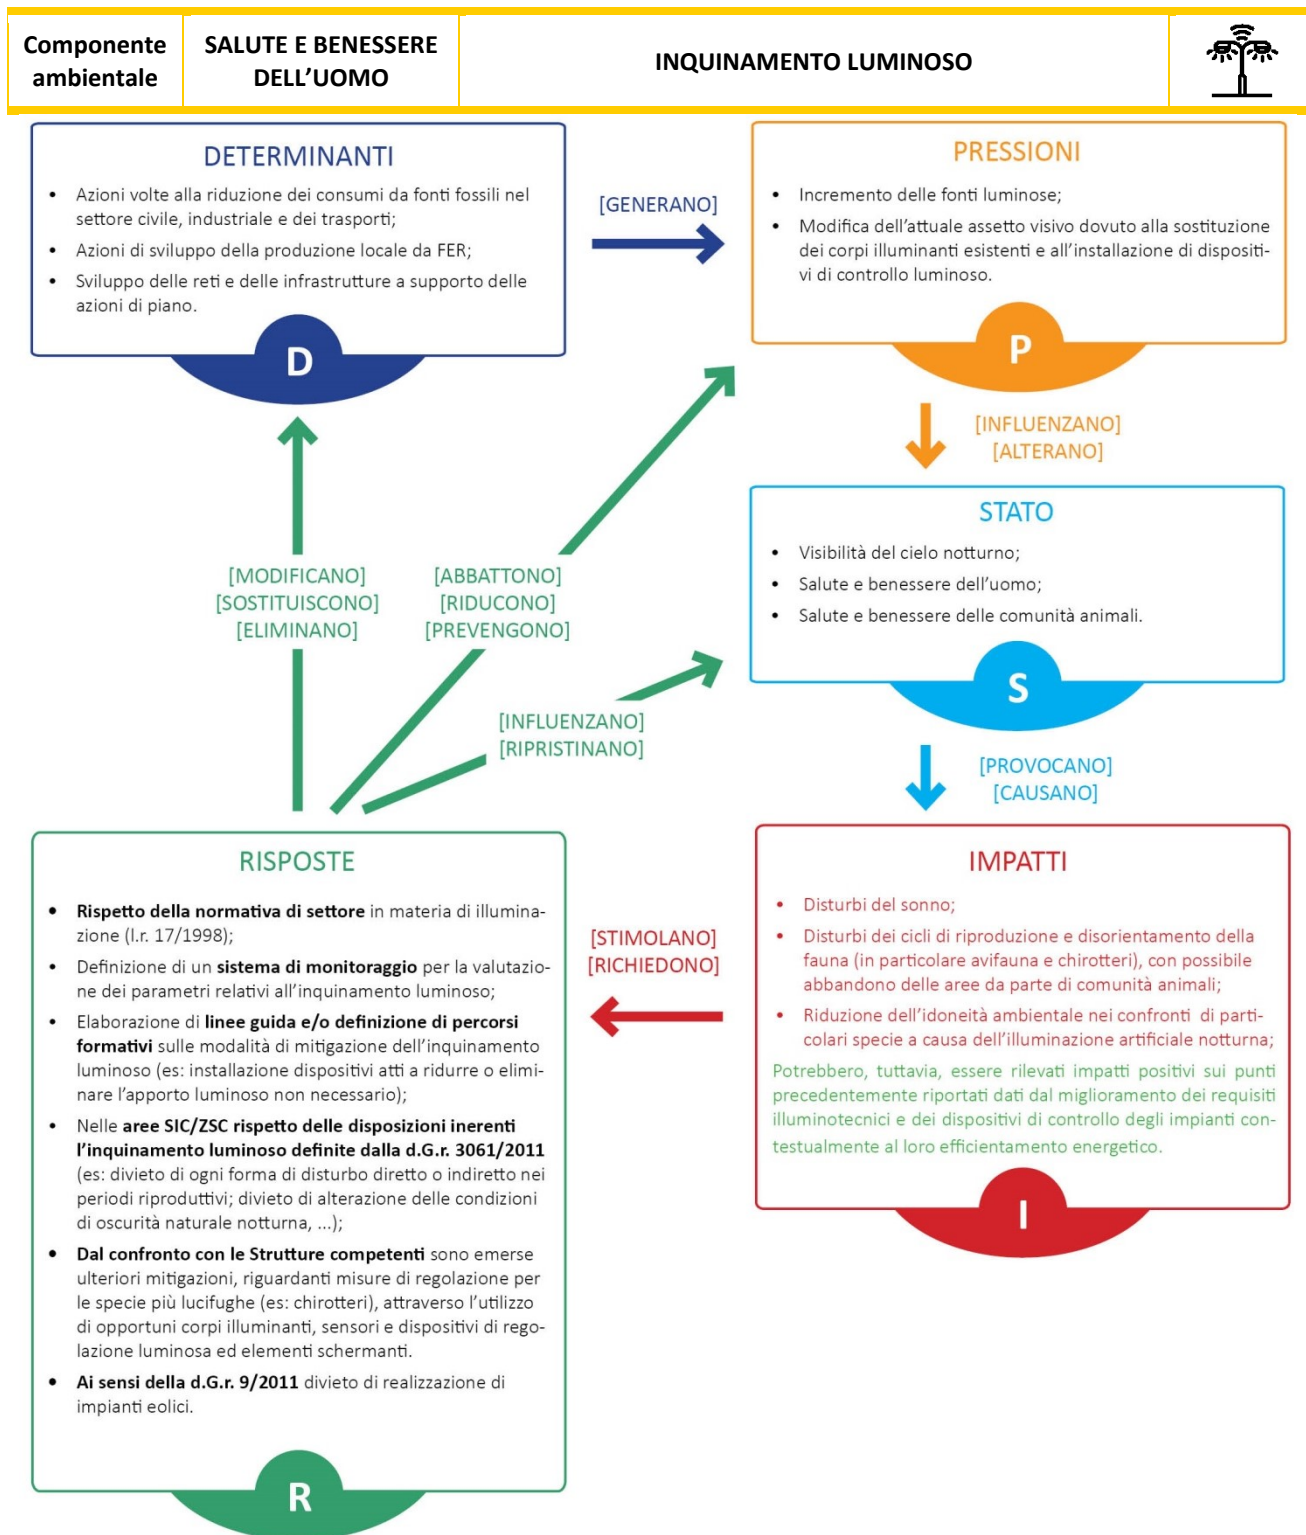 Componente
ambientale
SALUTE E BENESSERE
DELL’UOMO
INQUINAMENTO LUMINOSO
DETERMINANTI
• Azioni volte alla riduzione dei consumi da fonti fossili nel
settore civile, industriale e dei trasporti;
• Azioni di sviluppo della produzione locale da FER;
• Sviluppo delle reti e delle infrastrutture a supporto delle
azioni di piano.
D
[GENERANO]
PRESSIONI
• Incremento delle fonti luminose;
• Modifica dell’attuale assetto visivo dovuto alla sostituzione
dei corpi illuminanti esistenti e all’installazione di dispositi-
vi di controllo luminoso.
P
[INFLUENZANO]
[ALTERANO]
STATO
• Visibilità del cielo notturno;
• Salute e benessere dell’uomo;
• Salute e benessere delle comunità animali.
S
[MODIFICANO]
[SOSTITUISCONO]
[ELIMINANO]
[ABBATTONO]
[RIDUCONO]
[PREVENGONO]
[INFLUENZANO]
[RIPRISTINANO]
[PROVOCANO]
[CAUSANO]
IMPATTI
• Disturbi del sonno;
• Disturbi dei cicli di riproduzione e disorientamento della
fauna (in particolare avifauna e chirotteri), con possibile
abbandono delle aree da parte di comunità animali;
• Riduzione dell’idoneità ambientale nei confronti di parti-
colari specie a causa dell’illuminazione artificiale notturna;
Potrebbero, tuttavia, essere rilevati impatti positivi sui punti
precedentemente riportati dati dal miglioramento dei requisiti
illuminotecnici e dei dispositivi di controllo degli impianti con-
testualmente al loro efficientamento energetico.
I
[STIMOLANO]
[RICHIEDONO]
RISPOSTE
• Rispetto della normativa di settore in materia di illumina-
zione (l.r. 17/1998);
• Definizione di un sistema di monitoraggio per la valutazio-
ne dei parametri relativi all’inquinamento luminoso;
• Elaborazione di linee guida e/o definizione di percorsi
formativi sulle modalità di mitigazione dell’inquinamento
luminoso (es: installazione dispositivi atti a ridurre o elimi-
nare l’apporto luminoso non necessario);
• Nelle aree SIC/ZSC rispetto delle disposizioni inerenti
l’inquinamento luminoso definite dalla d.G.r. 3061/2011
(es: divieto di ogni forma di disturbo diretto o indiretto nei
periodi riproduttivi; divieto di alterazione delle condizioni
di oscurità naturale notturna, ...);
• Dal confronto con le Strutture competenti sono emerse
ulteriori mitigazioni, riguardanti misure di regolazione per
le specie più lucifughe (es: chirotteri), attraverso l’utilizzo
di opportuni corpi illuminanti, sensori e dispositivi di rego-
lazione luminosa ed elementi schermanti.
• Ai sensi della d.G.r. 9/2011 divieto di realizzazione di
impianti eolici.
R